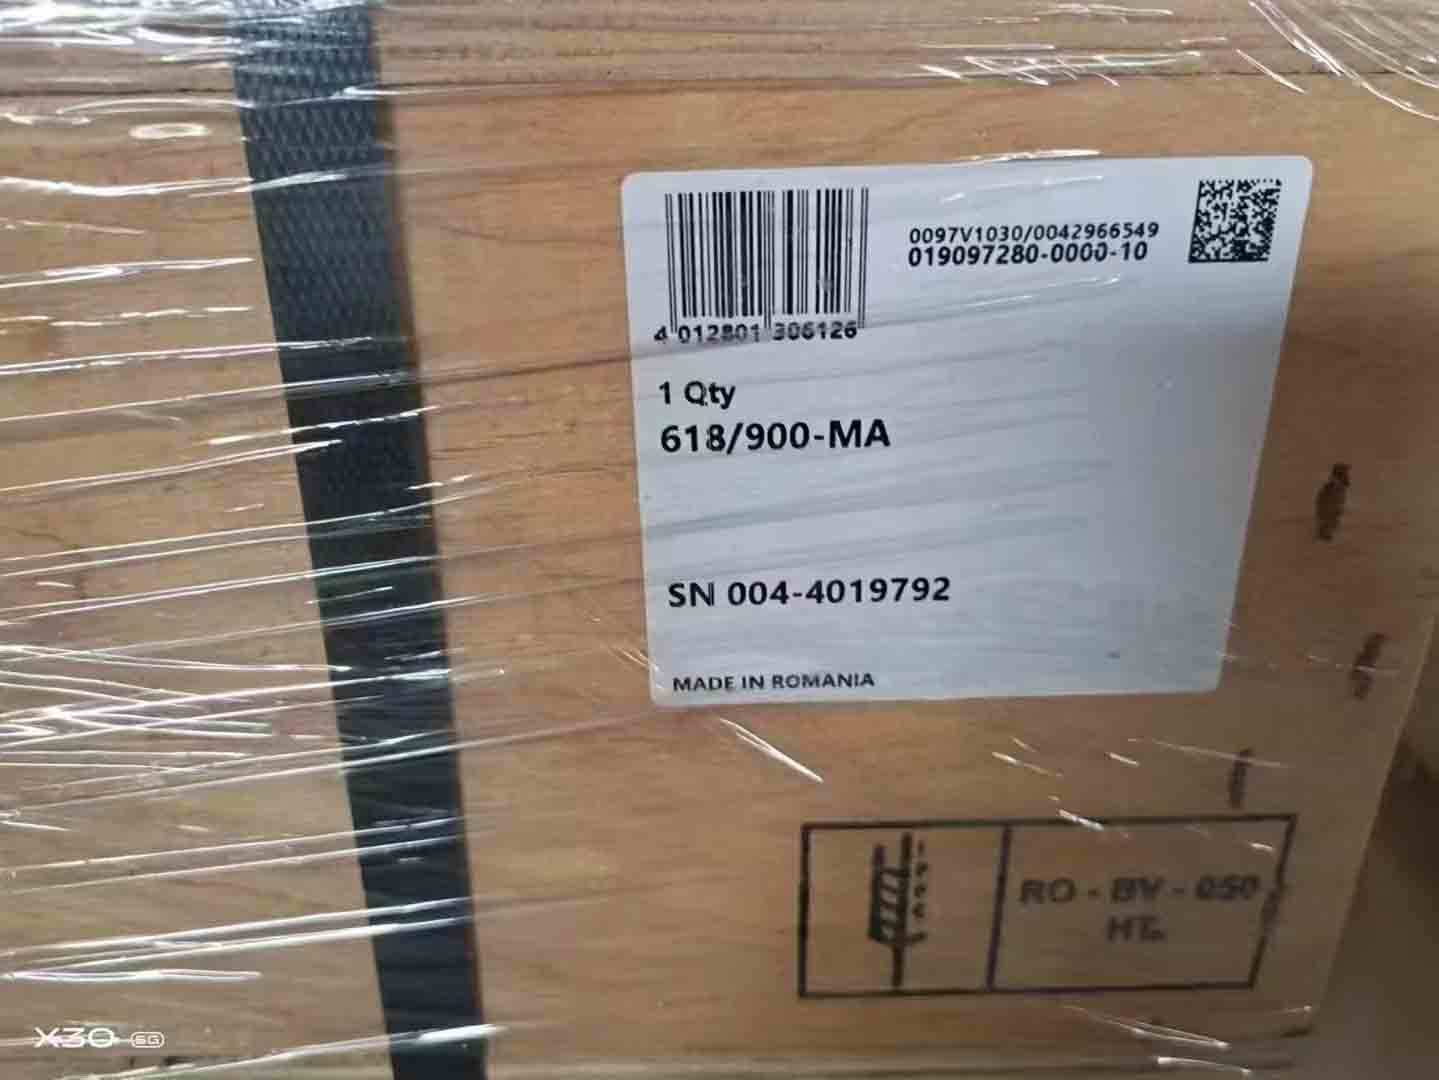 0097V1030/0042966549
019097280-0000-10
4 012801 306126
1 Qty
618/900-MA
SN 004-4019792
MADE IN ROMANIA
RO - BV - 050
HT
X30 5G